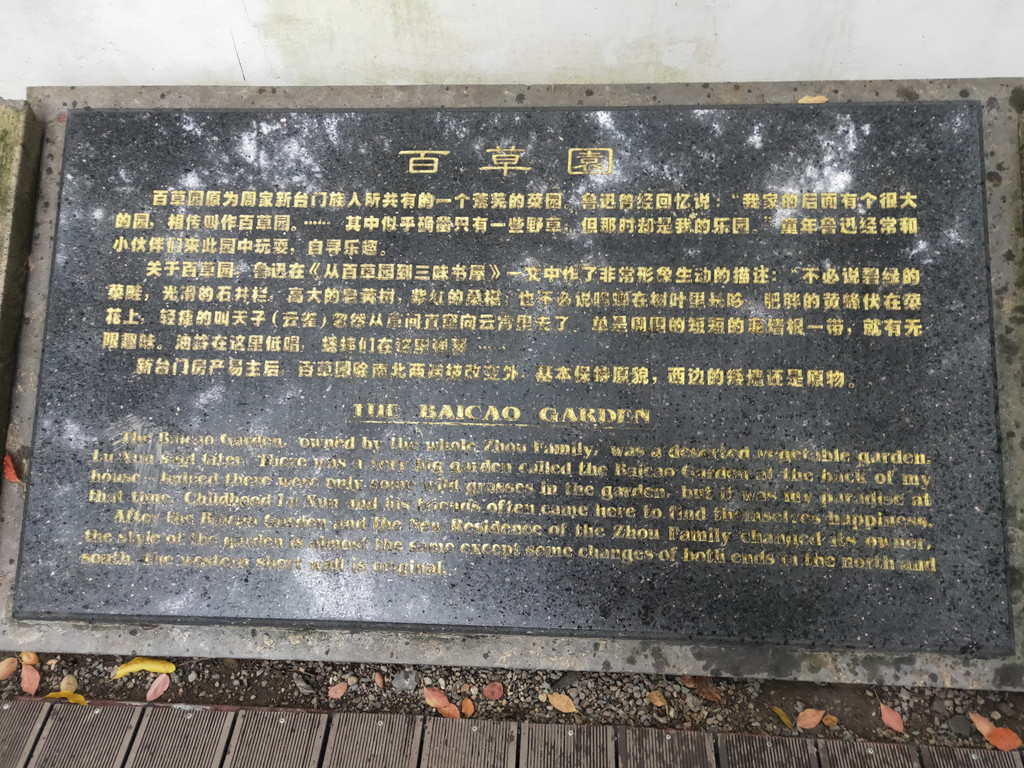 百草園
百草园原为周家新台门族人所共有的一个荒芜的菜园。鲁迅曾经回忆说：“我家的后面有个很大
的园，相传叫作百草园。…… 其中似乎确凿只有一些野草；但那时却是我的乐园。”童年鲁迅经常和
小伙伴们来此园中玩耍，自寻乐趣。
关于百草园，鲁迅在《从百草园到三味书屋》一文中作了非常形象生动的描述：“不必说碧绿的
菜畦，光滑的石井栏，高大的皂荚树，紫红的桑椹；也不必说鸣蝉在树叶里长吟，肥胖的黄蜂伏在菜
花上，轻捷的叫天子（云雀）忽然从草间直窜向云霄里去了。单是周围的短短的泥墙根一带，就有无
限趣味。油蛉在这里低唱，蟋蟀们在这里弹琴……
新台门房产易主后，百草园除南北两端被改变外，基本保持原貌，西边的矮墙还是原物。
THE BAICAO GARDEN
The Baicao Garden, owned by the whole Zhou Family, was a deserted vegetable garden.
Lu Xun said later: There was a very big garden called the Baicao Garden at the back of my
house... indeed there were only some wild grasses in the garden, but it was my paradise at
that time. Childhood Lu Xun and his friends often came here to find themselves happiness.
After the Baicao Garden and the New Residence of the Zhou Family changed its owner,
the style of the garden is almost the same except some changes of both ends in the north and
south. The western short wall is original.